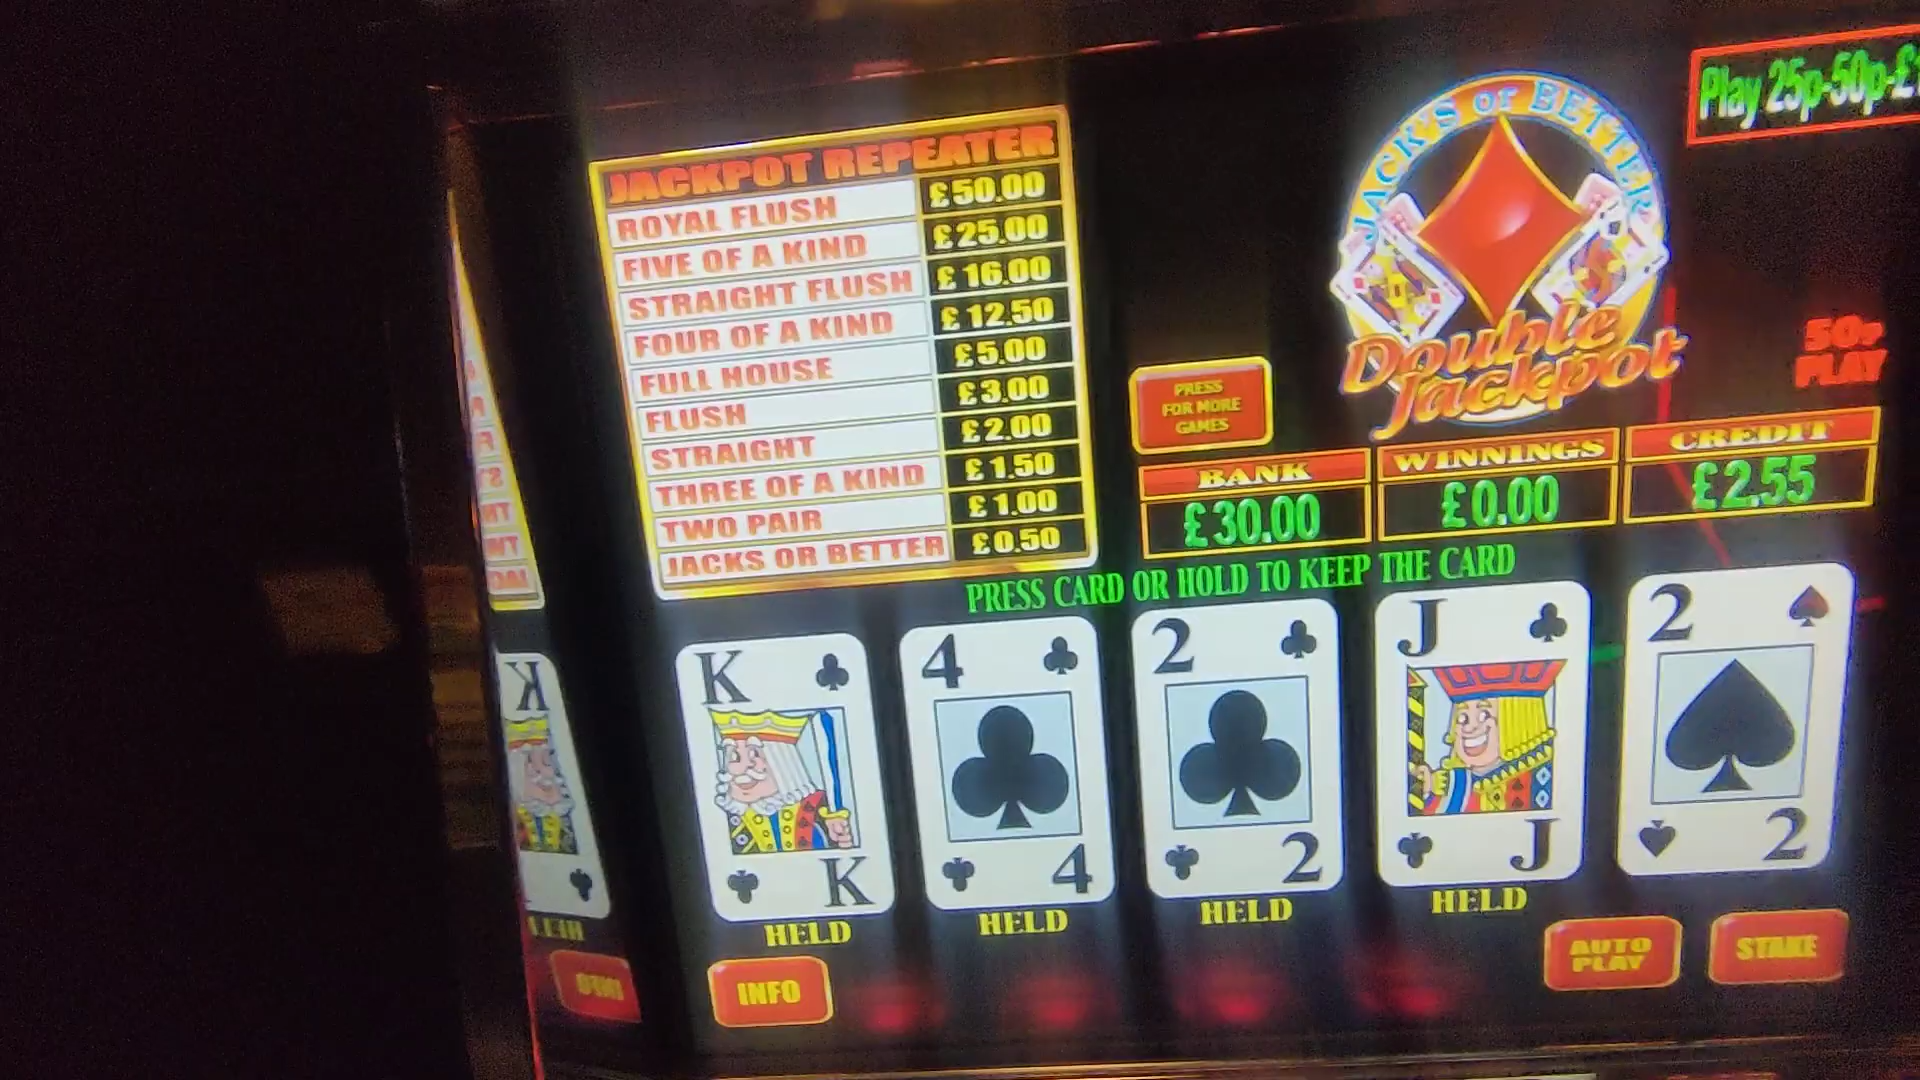 JACKPOT REPEATER
ROYAL FLUSH £50.00
FIVE OF A KIND £25.00
STRAIGHT FLUSH £16.00
FOUR OF A KIND £12.50
FULL HOUSE £5.00
FLUSH £3.00
STRAIGHT £2.00
THREE OF A KIND £1.50
TWO PAIR £1.00
JACKS OR BETTER £0.50
PRESS
FOR MORE
GAMES
JACK'S or BETTER
Double
Jackpot
Play 25p-50p-£
50p
PLAY
BANK
£30.00
WINNINGS
£0.00
CREDIT
£2.55
PRESS CARD OR HOLD TO KEEP THE CARD
K
K
4
4
2
2
J
J
2
2
HELD
HELD
HELD
HELD
INFO
AUTO
PLAY
STAKE